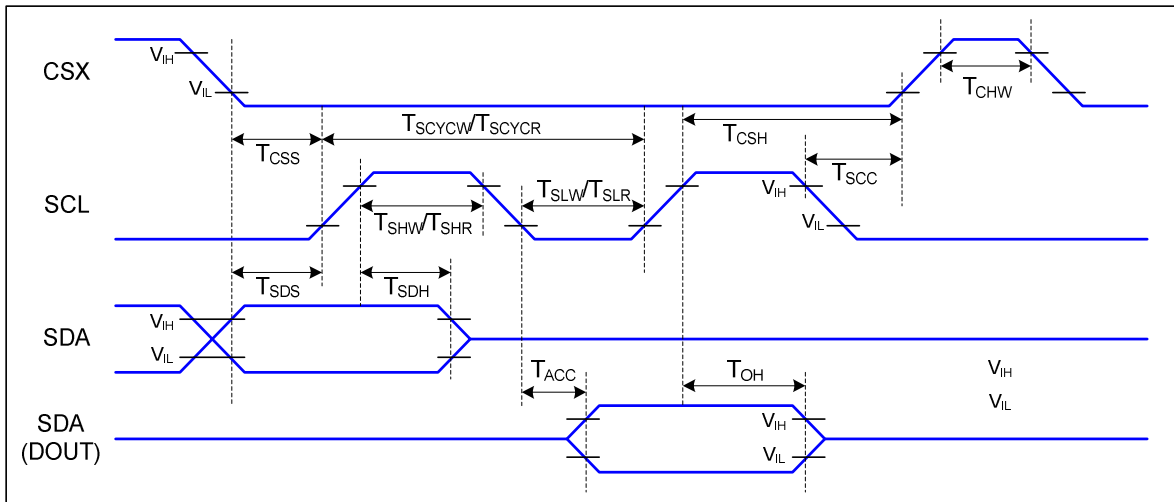 CSX
VIH
VIL
TCHW
TSCYCW/TSCYCR
TCSS
TCSH
TSCC
SCL
TSLW/TSLR
VIH
TSHW/TSHR
VIL
TSDS
TSDH
SDA
VIH
VIL
TACC
TOH
VIH
VIL
SDA
(DOUT)
VIH
VIL